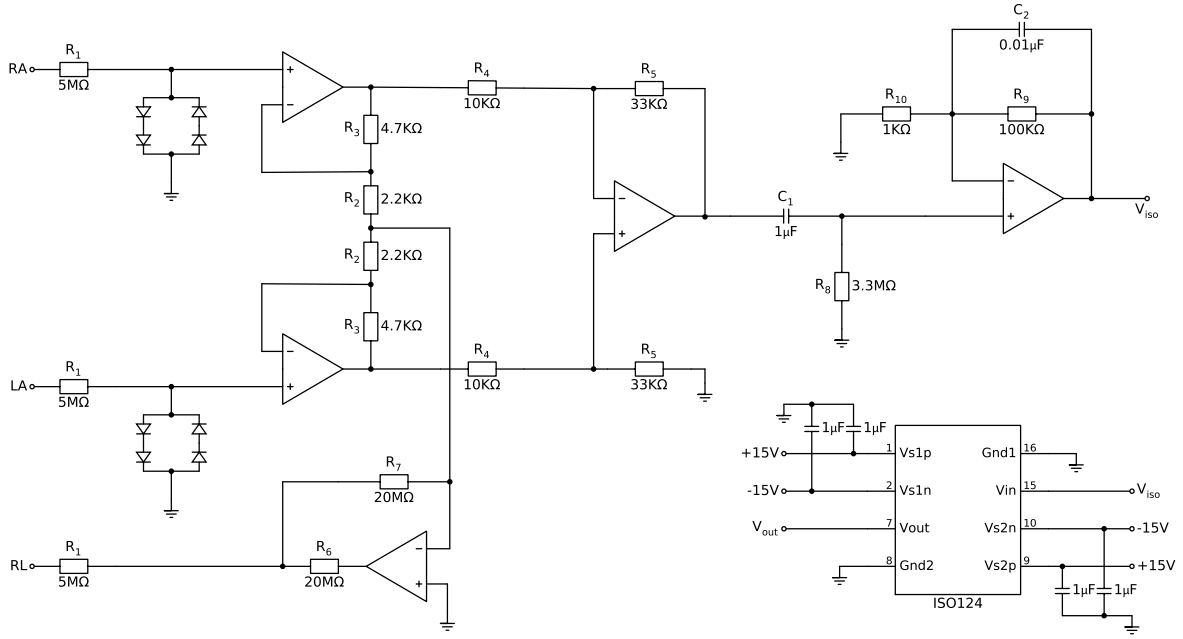 C2
0.01µF
RA
R1
5MΩ
R4
10KΩ
R5
33KΩ
R10
1KΩ
R9
100KΩ
+
−
R3 4.7KΩ
R2 2.2KΩ
−
+
−
+
C1
1µF
Viso
R2 2.2KΩ
R8 3.3MΩ
R3 4.7KΩ
−
+
LA
R1
5MΩ
R4
10KΩ
R5
33KΩ
1µF 1µF
+15V 1 Vs1p Gnd1 16
-15V 2 Vs1n Vin 15 Viso
Vout 7 Vout Vs2n 10 -15V
8 Gnd2 Vs2p 9 +15V
1µF 1µF
ISO124
R7
20MΩ
RL
R1
5MΩ
R6
20MΩ
−
+